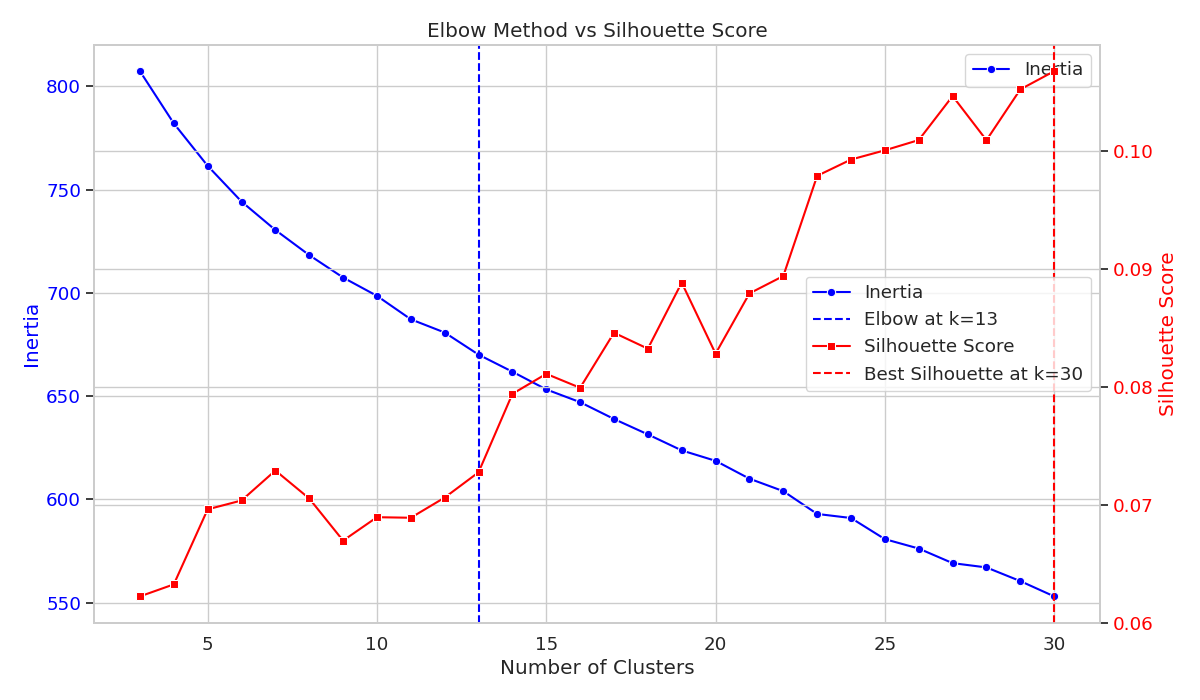 Elbow Method vs Silhouette Score
Inertia
800
750
700
650
600
550
Inertia
0.10
0.09
0.08
0.07
0.06
Silhouette Score
Inertia
Elbow at k=13
Silhouette Score
Best Silhouette at k=30
5
10
15
20
25
30
Number of Clusters